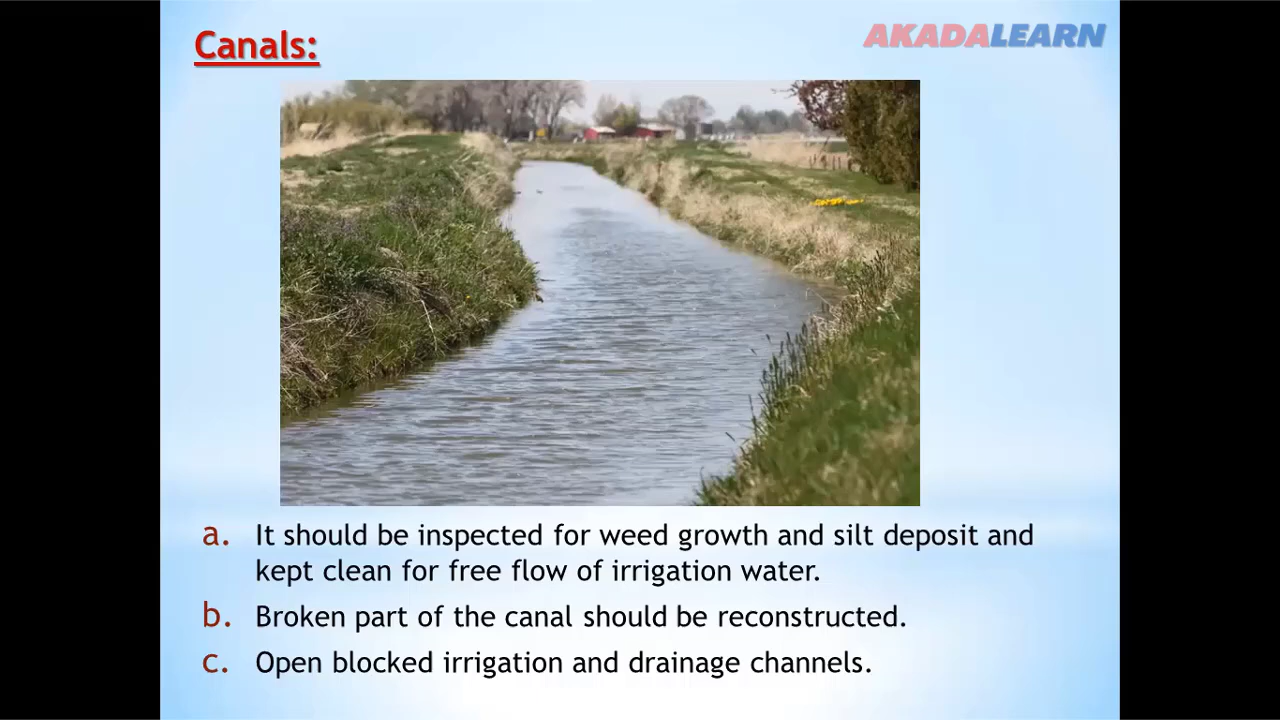 Canals:
AKADALEARN
a. It should be inspected for weed growth and silt deposit and
kept clean for free flow of irrigation water.
b. Broken part of the canal should be reconstructed.
c. Open blocked irrigation and drainage channels.